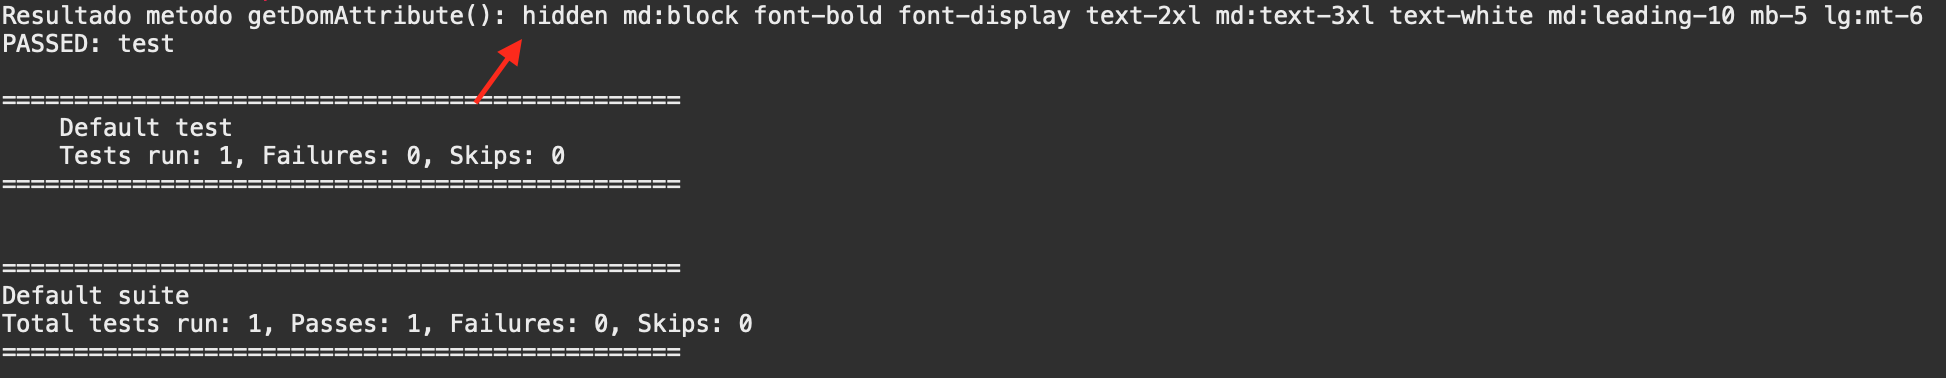 Resultado metodo getDomAttribute(): hidden md:block font-bold font-display text-2xl md:text-3xl text-white md:leading-10 mb-5 lg:mt-6
PASSED: test
===============================================
Default test
Tests run: 1, Failures: 0, Skips: 0
===============================================
===============================================
Default suite
Total tests run: 1, Passes: 1, Failures: 0, Skips: 0
===============================================